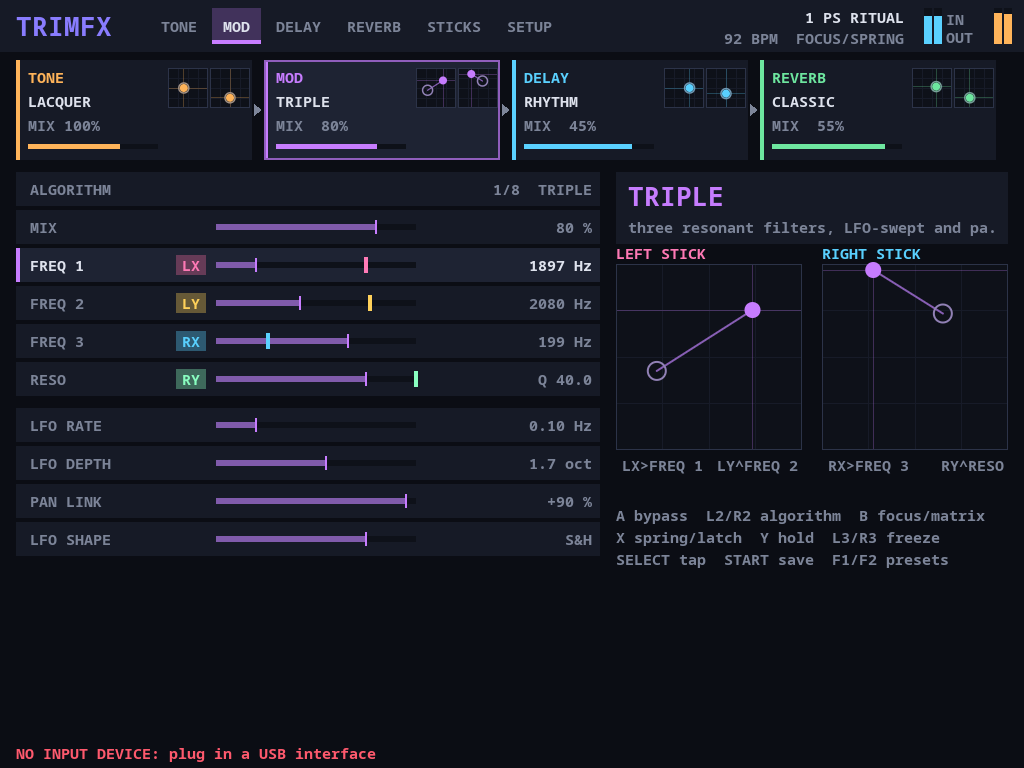 TRIMFX TONE MOD DELAY REVERB STICKS SETUP 1 PS RITUAL IN
92 BPM FOCUS/SPRING OUT
TONE MOD DELAY REVERB
LACQUER TRIPLE RHYTHM CLASSIC
MIX 100% MIX 80% MIX 45% MIX 55%
ALGORITHM 1/8 TRIPLE
MIX 80 %
FREQ 1 LX 1897 Hz
FREQ 2 LY 2080 Hz
FREQ 3 RX 199 Hz
RESO RY Q 40.0
LFO RATE 0.10 Hz
LFO DEPTH 1.7 oct
PAN LINK +90 %
LFO SHAPE S&H
TRIPLE
three resonant filters, LFO-swept and pa.
LEFT STICK RIGHT STICK
LX>FREQ 1 LY^FREQ 2 RX>FREQ 3 RY^RESO
A bypass L2/R2 algorithm B focus/matrix
X spring/latch Y hold L3/R3 freeze
SELECT tap START save F1/F2 presets
NO INPUT DEVICE: plug in a USB interface